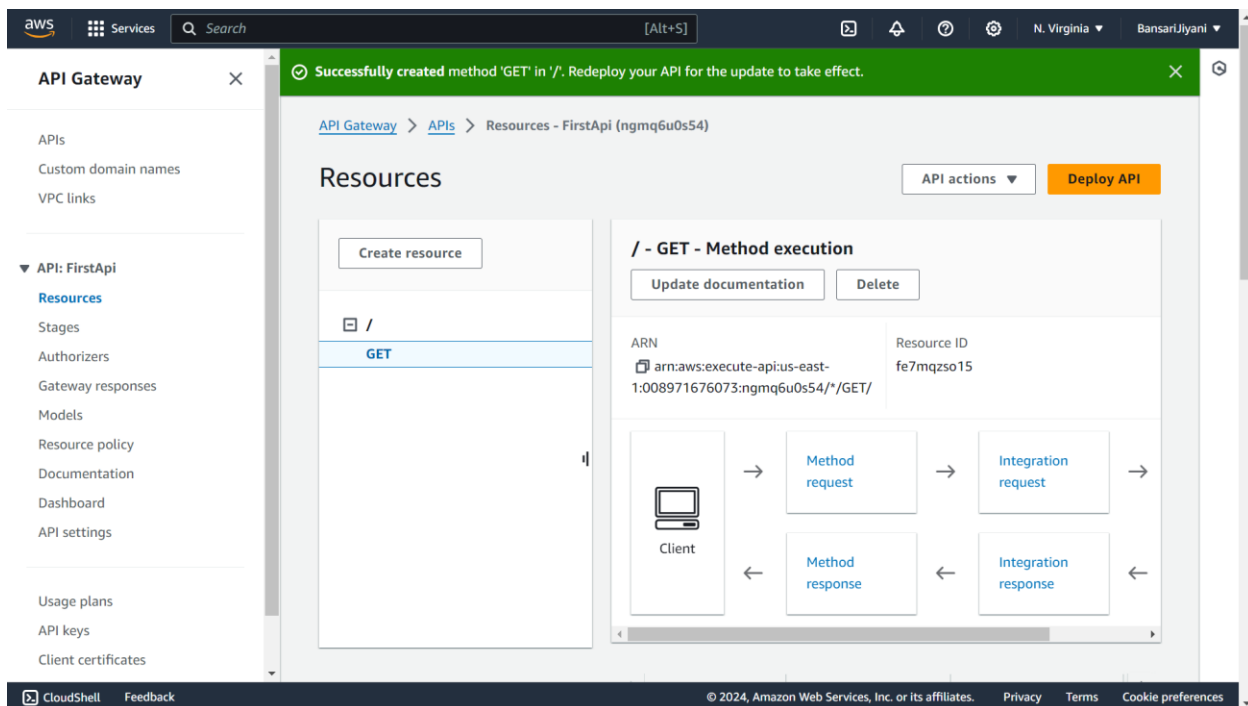 aws
Services
Search
[Alt+S]
N. Virginia ▼
BansariJiyani ▼
API Gateway
APIs
Custom domain names
VPC links
▼ API: FirstApi
Resources
Stages
Authorizers
Gateway responses
Models
Resource policy
Documentation
Dashboard
API settings
Usage plans
API keys
Client certificates
Successfully created method 'GET' in '/'. Redeploy your API for the update to take effect.
API Gateway > APIs > Resources - FirstApi (ngmq6u0s54)
Resources
API actions ▼
Deploy API
Create resource
/
GET
/ - GET - Method execution
Update documentation
Delete
ARN
arn:aws:execute-api:us-east-
1:008971676073:ngmq6u0s54/*/GET/
Resource ID
fe7mqzso15
Client
Method
request
Integration
request
Method
response
Integration
response
CloudShell
Feedback
© 2024, Amazon Web Services, Inc. or its affiliates.
Privacy
Terms
Cookie preferences